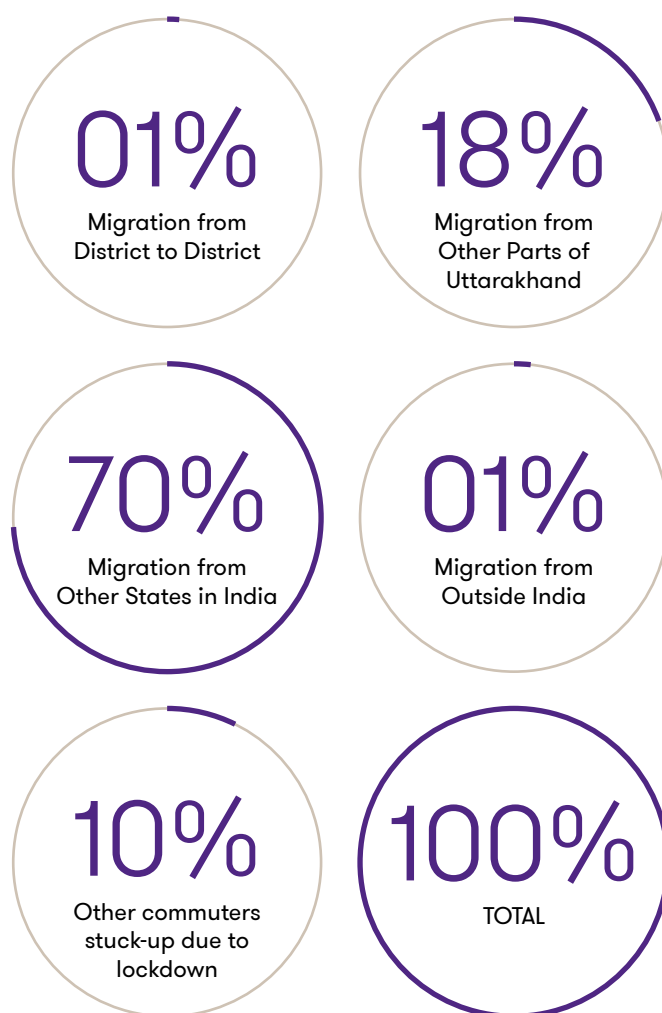 01%
Migration from
District to District
18%
Migration from
Other Parts of
Uttarakhand
70%
Migration from
Other States in India
01%
Migration from
Outside India
10%
Other commuters
stuck-up due to
lockdown
100%
TOTAL